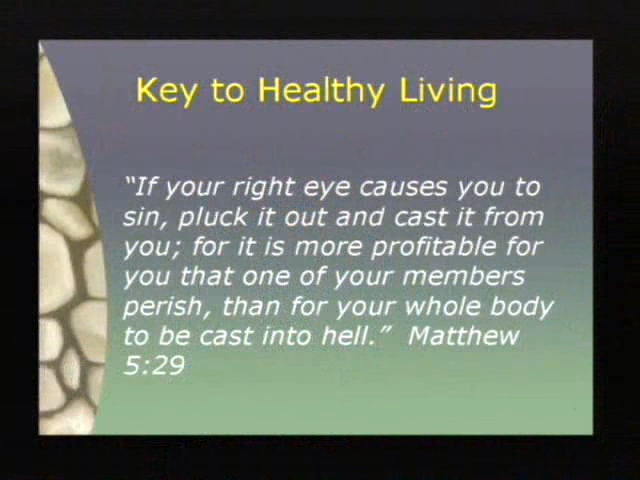 Key to Healthy Living
“If your right eye causes you to
sin, pluck it out and cast it from
you; for it is more profitable for
you that one of your members
perish, than for your whole body
to be cast into hell.”  Matthew
5:29